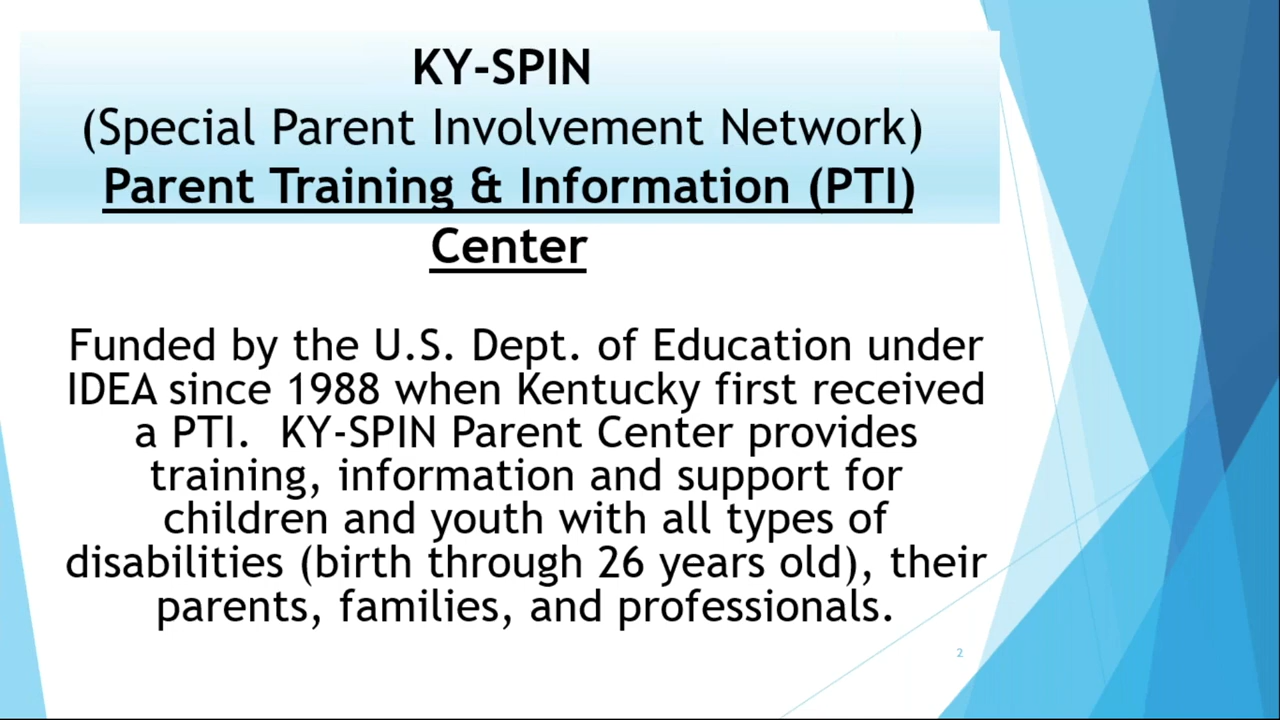 KY-SPIN
(Special Parent Involvement Network)
Parent Training & Information (PTI)
Center
Funded by the U.S. Dept. of Education under
IDEA since 1988 when Kentucky first received
a PTI.  KY-SPIN Parent Center provides
training, information and support for
children and youth with all types of
disabilities (birth through 26 years old), their
parents, families, and professionals.
2